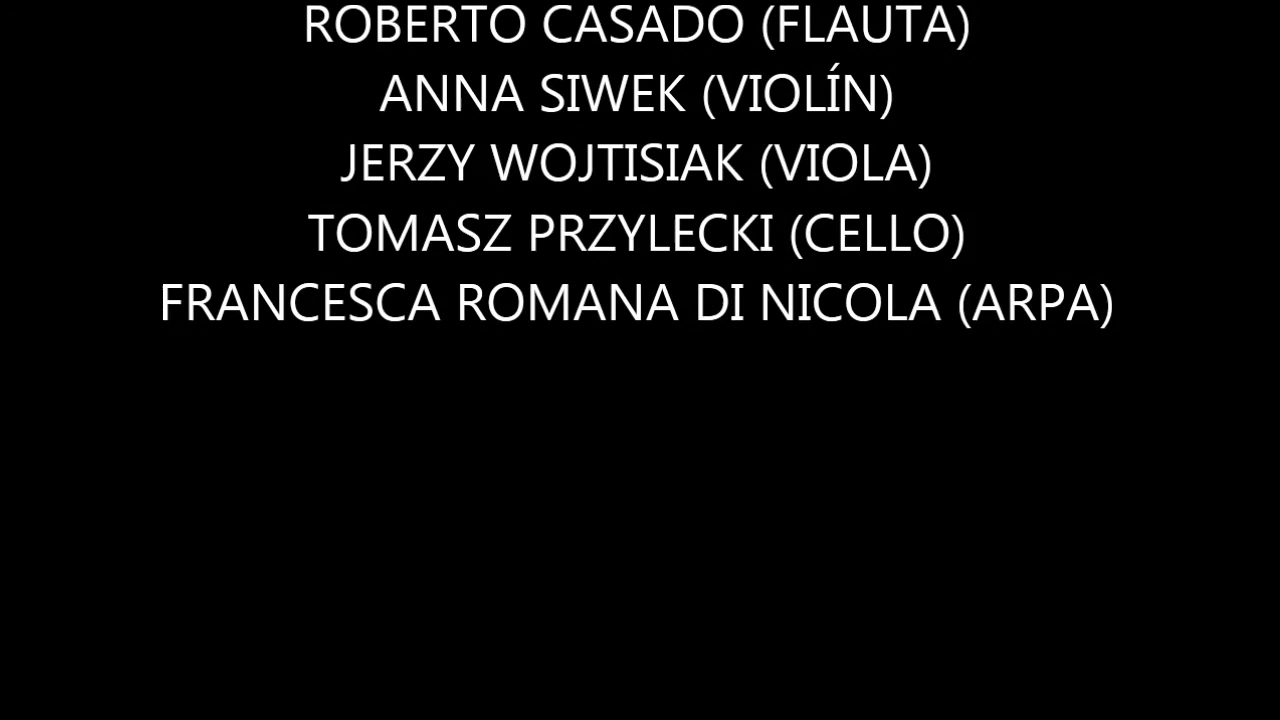 ROBERTO CASADO (FLAUTA)
ANNA SIWEK (VIOLÍN)
JERZY WOJTISIAK (VIOLA)
TOMASZ PRZYLECKI (CELLO)
FRANCESCA ROMANA DI NICOLA (ARPA)